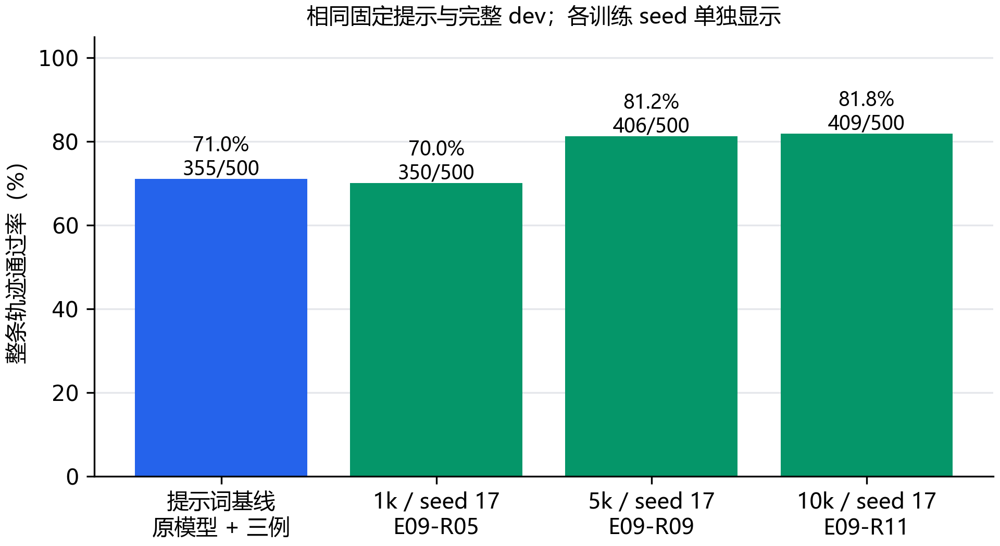 相同固定提示与完整 dev；各训练 seed 单独显示
整条轨迹通过率（%）
100
80
60
40
20
0
71.0%
355/500
70.0%
350/500
81.2%
406/500
81.8%
409/500
提示词基线
原模型 + 三例
1k / seed 17
E09-R05
5k / seed 17
E09-R09
10k / seed 17
E09-R11